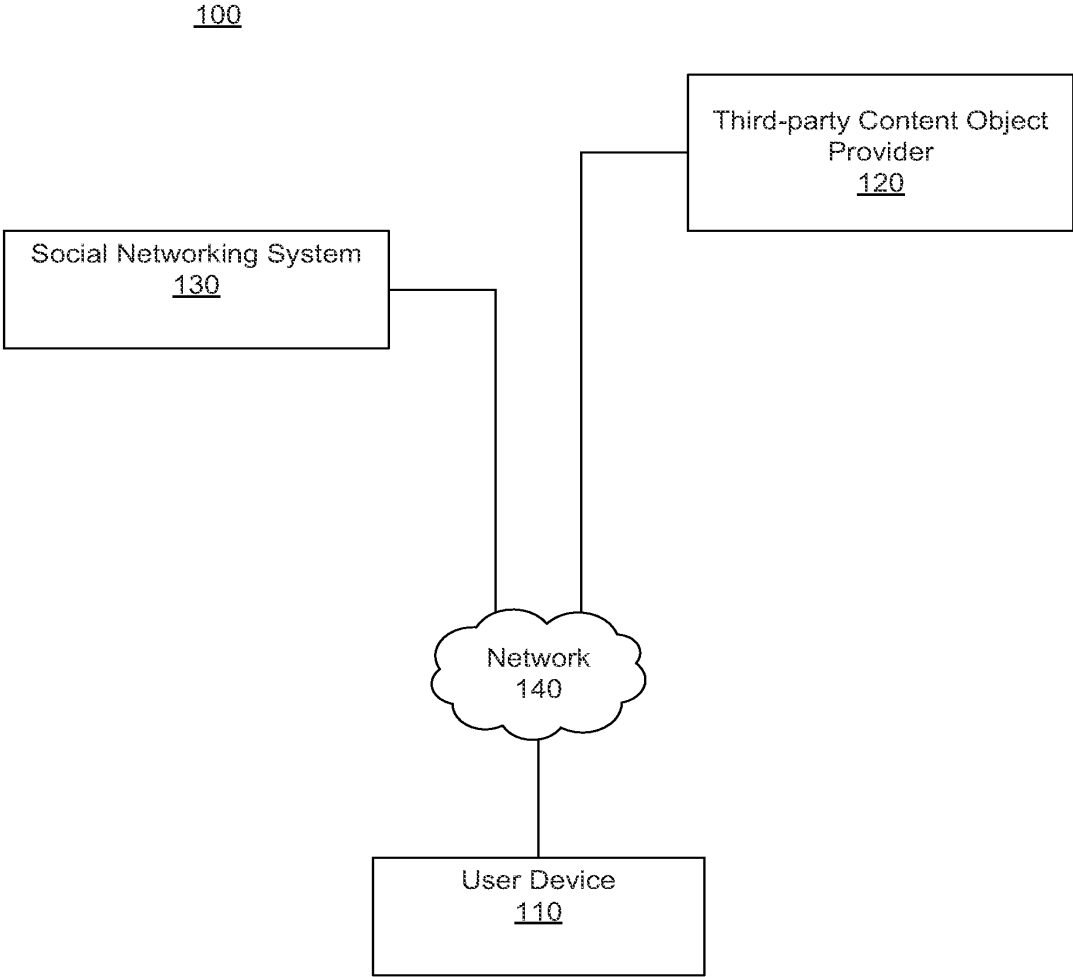 100
Third-party Content Object
Provider
120
Social Networking System
130
Network
140
User Device
110